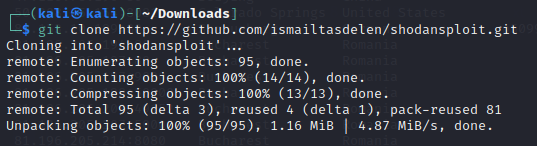 (kali㉿kali)-[~/Downloads]
$ git clone https://github.com/ismailtasdelen/shodansploit.git
Cloning into 'shodansploit'...
remote: Enumerating objects: 95, done.
remote: Counting objects: 100% (14/14), done.
remote: Compressing objects: 100% (13/13), done.
remote: Total 95 (delta 3), reused 4 (delta 1), pack-reused 81
Unpacking objects: 100% (95/95), 1.16 MiB | 4.87 MiB/s, done.